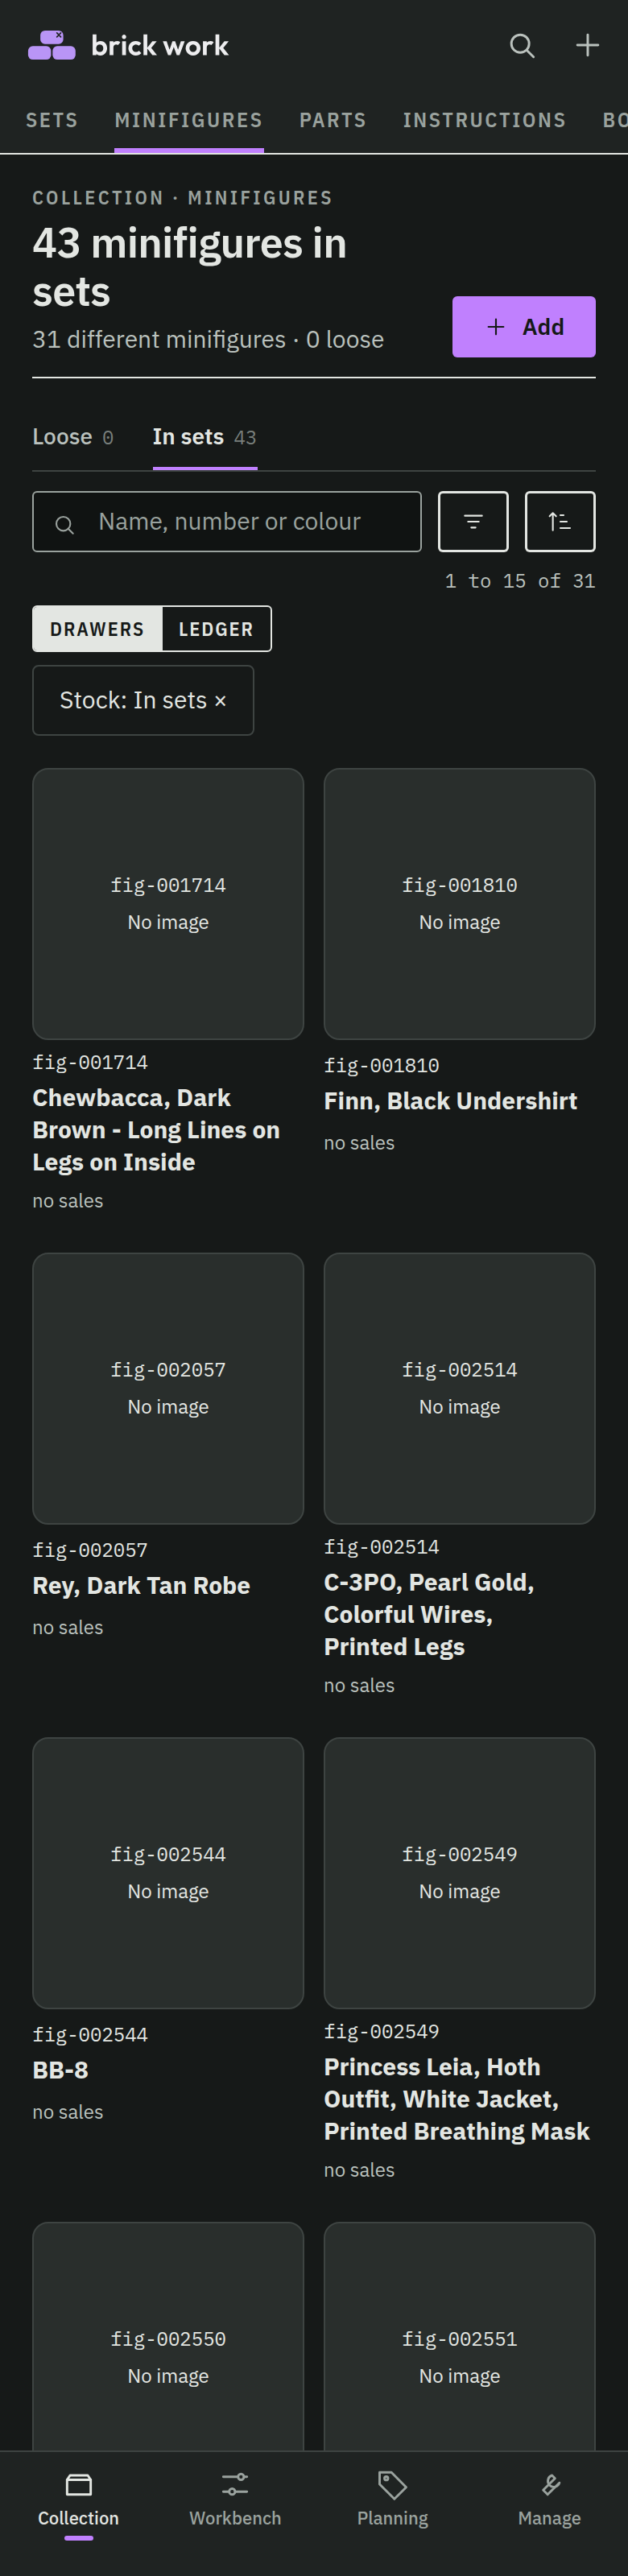 brick work
SETS MINIFIGURES PARTS INSTRUCTIONS BO
COLLECTION · MINIFIGURES
43 minifigures in
sets
31 different minifigures · 0 loose
+ Add
Loose 0 In sets 43
Name, number or colour
1 to 15 of 31
DRAWERS LEDGER
Stock: In sets ×
fig-001714
No image
fig-001714
Chewbacca, Dark
Brown - Long Lines on
Legs on Inside
no sales
fig-001810
No image
fig-001810
Finn, Black Undershirt
no sales
fig-002057
No image
fig-002057
Rey, Dark Tan Robe
no sales
fig-002514
No image
fig-002514
C-3PO, Pearl Gold,
Colorful Wires,
Printed Legs
no sales
fig-002544
No image
fig-002544
BB-8
no sales
fig-002549
No image
fig-002549
Princess Leia, Hoth
Outfit, White Jacket,
Printed Breathing Mask
no sales
fig-002550
No image
fig-002551
No image
Collection Workbench Planning Manage